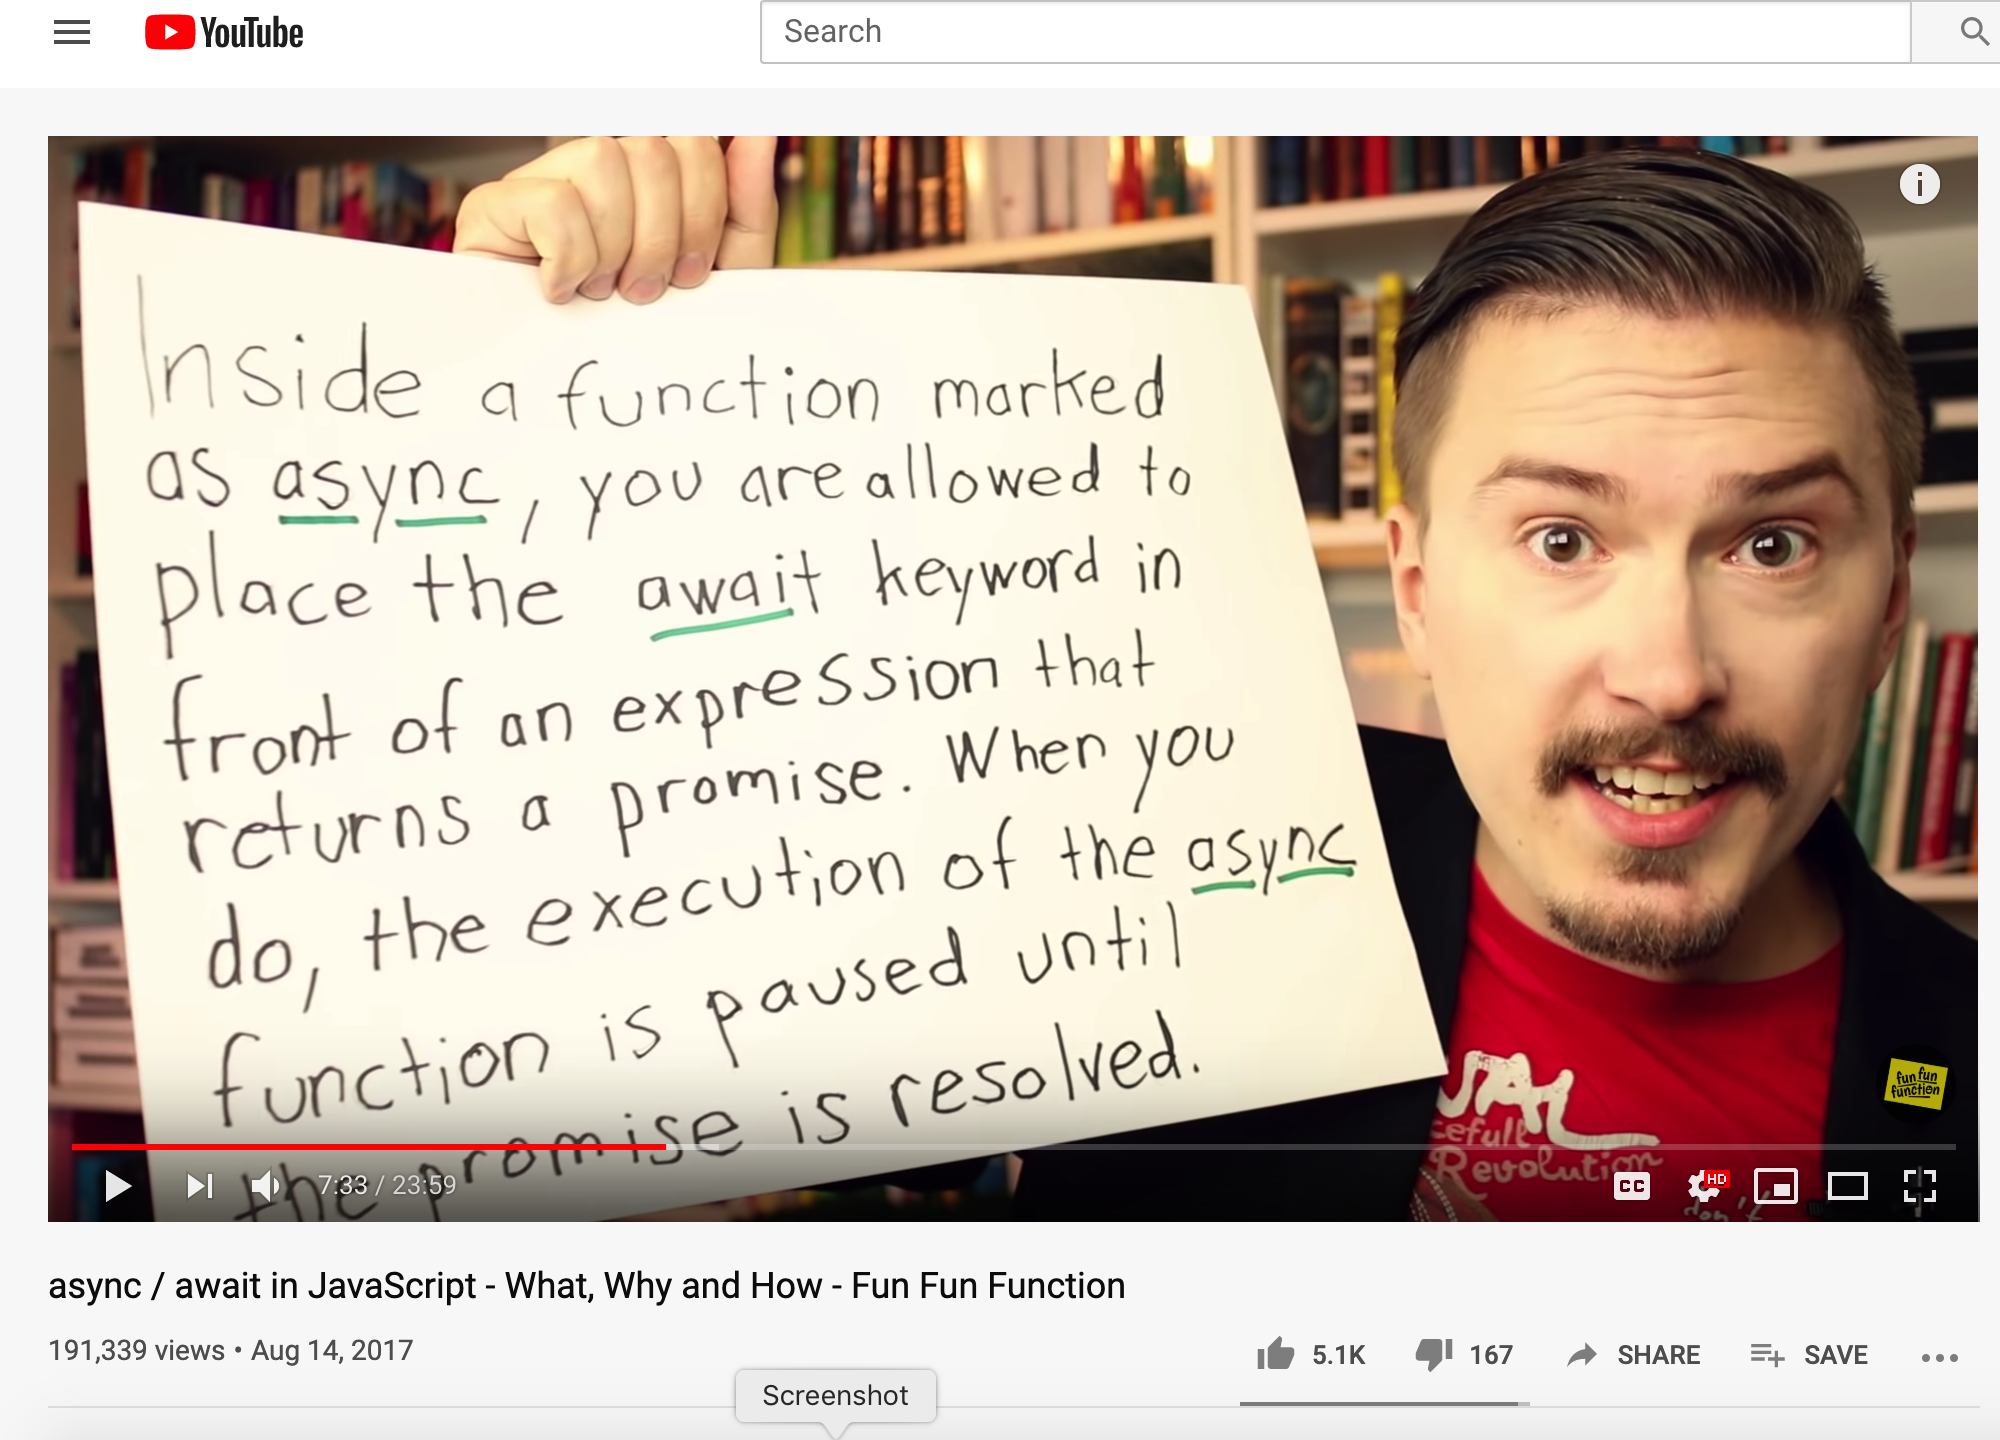 YouTube
Search
Inside a function marked
as async, you are allowed to
place the await keyword in
front of an expression that
returns a promise. When you
do, the execution of the async
function is paused until
the promise is resolved.
cefull
Revolution
don't
fun fun
function
7:33 / 23:59
CC
HD
async / await in JavaScript - What, Why and How - Fun Fun Function
191,339 views • Aug 14, 2017
5.1K
167
SHARE
SAVE
Screenshot